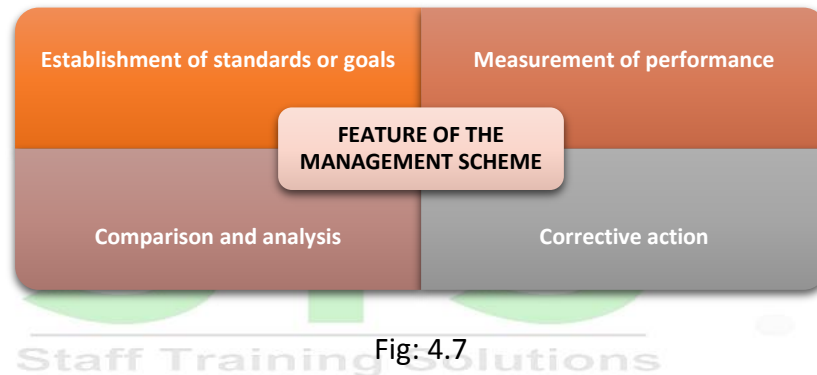 Establishment of standards or goals
Measurement of performance
FEATURE OF THE
MANAGEMENT SCHEME
Comparison and analysis
Corrective action
Fig: 4.7
Staff Training Solutions